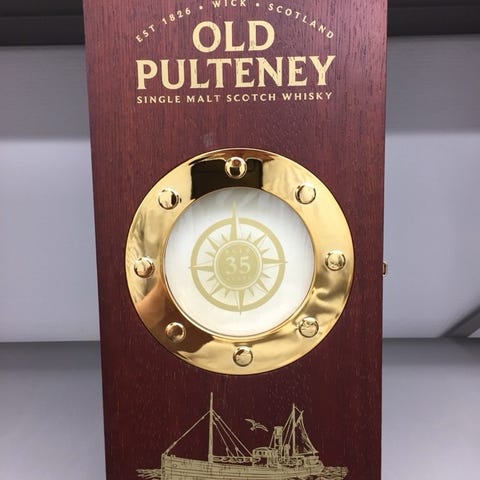 EST 1826 • WICK • SCOTLAND
OLD
PULTENEY
SINGLE MALT SCOTCH WHISKY
35